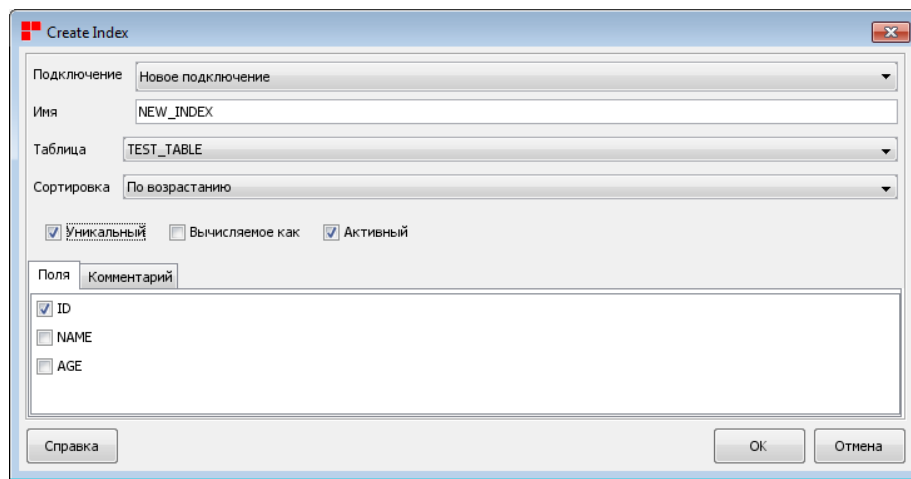 Create Index
Подключение Новое подключение
Имя NEW_INDEX
Таблица TEST_TABLE
Сортировка По возрастанию
Уникальный Вычисляемое как Активный
Поля Комментарий
ID
NAME
AGE
Справка OK Отмена